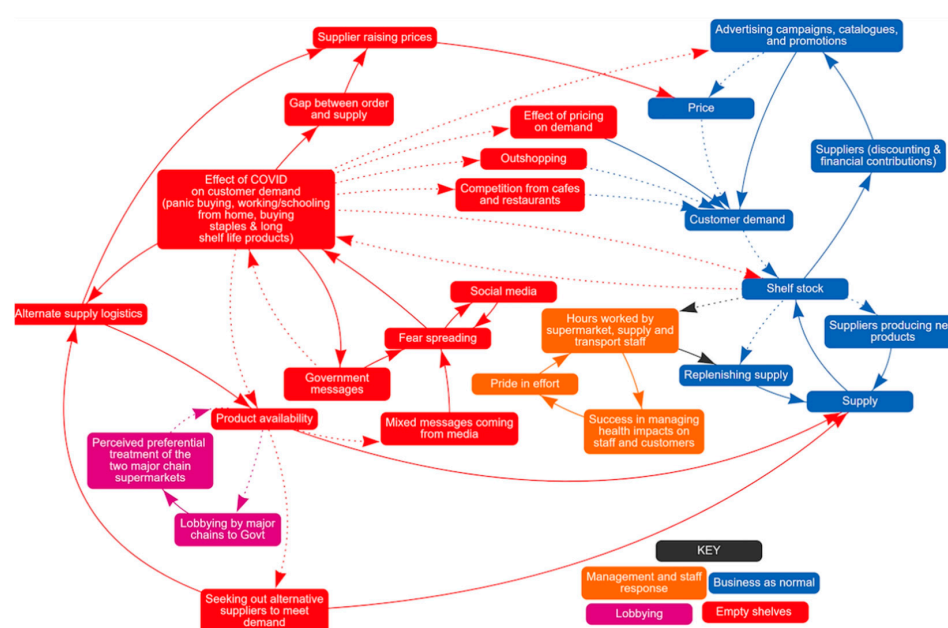 Supplier raising prices
Advertising campaigns, catalogues,
and promotions
Gap between order
and supply
Price
Effect of pricing
on demand
Suppliers (discounting &
financial contributions)
Outshopping
Effect of COVID
on customer demand
(panic buying, working/schooling
from home, buying
staples & long
shelf life products)
Competition from cafes
and restaurants
Customer demand
Shelf stock
Social media
Alternate supply logistics
Hours worked by
supermarket, supply and
transport staff
Suppliers producing ne
products
Fear spreading
Government
messages
Pride in effort
Replenishing supply
Supply
Product availability
Mixed messages coming
from media
Success in managing
health impacts on
staff and customers
Perceived preferential
treatment of the
two major chain
supermarkets
Lobbying by major
chains to Govt
Seeking out alternative
suppliers to meet
demand
KEY
Management and staff
response
Business as normal
Lobbying
Empty shelves